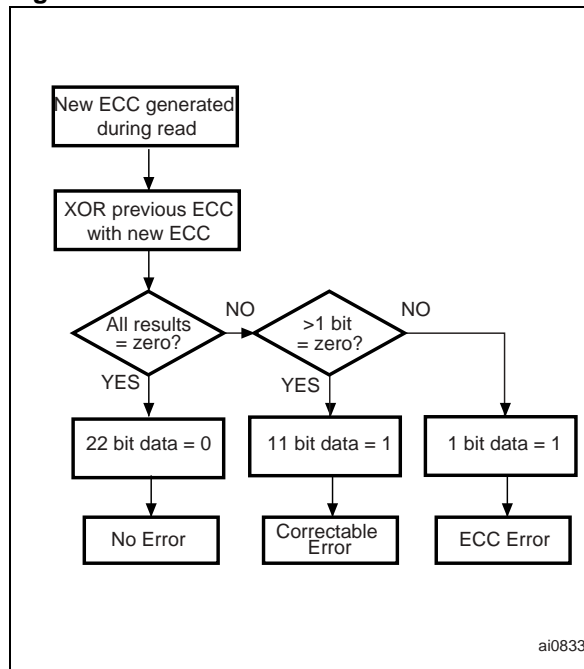 New ECC generated
during read
XOR previous ECC
with new ECC
All results
= zero?
NO
>1 bit
= zero?
NO
YES
YES
22 bit data = 0
11 bit data = 1
1 bit data = 1
No Error
Correctable
Error
ECC Error
ai0833